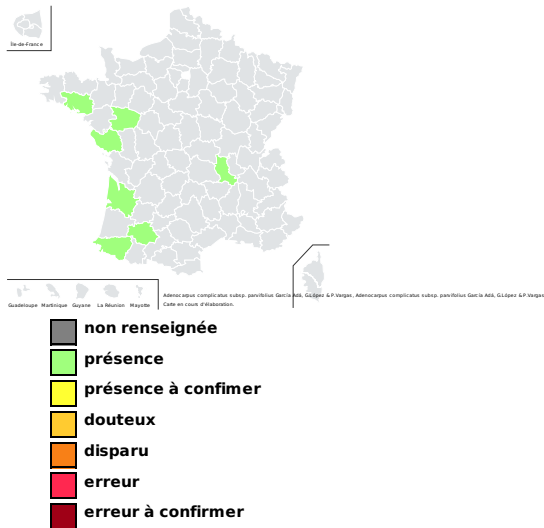 Île-de-France
Guadeloupe Martinique Guyane La Réunion Mayotte
Adenocarpus complicatus subsp. parvifolius García Adá, G.López & P.Vargas , Adenocarpus complicatus subsp. parvifolius García Adá, G.López & P.Vargas
Carte en cours d'élaboration.
non renseignée
présence
présence à confimer
douteux
disparu
erreur
erreur à confirmer